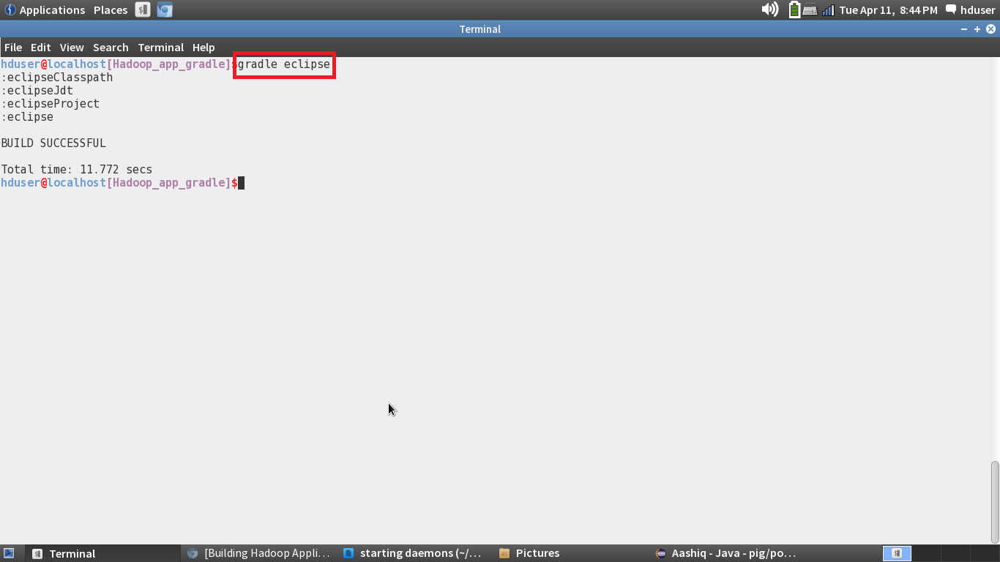 Applications Places Tue Apr 11, 8:44 PM hduser
Terminal
File Edit View Search Terminal Help
hduser@localhost[Hadoop_app_gradle]$gradle eclipse
:eclipseClasspath
:eclipseJdt
:eclipseProject
:eclipse
BUILD SUCCESSFUL
Total time: 11.772 secs
hduser@localhost[Hadoop_app_gradle]$
Terminal [Building Hadoop Appli... starting daemons (~/... Pictures Aashiq - Java - pig/po...